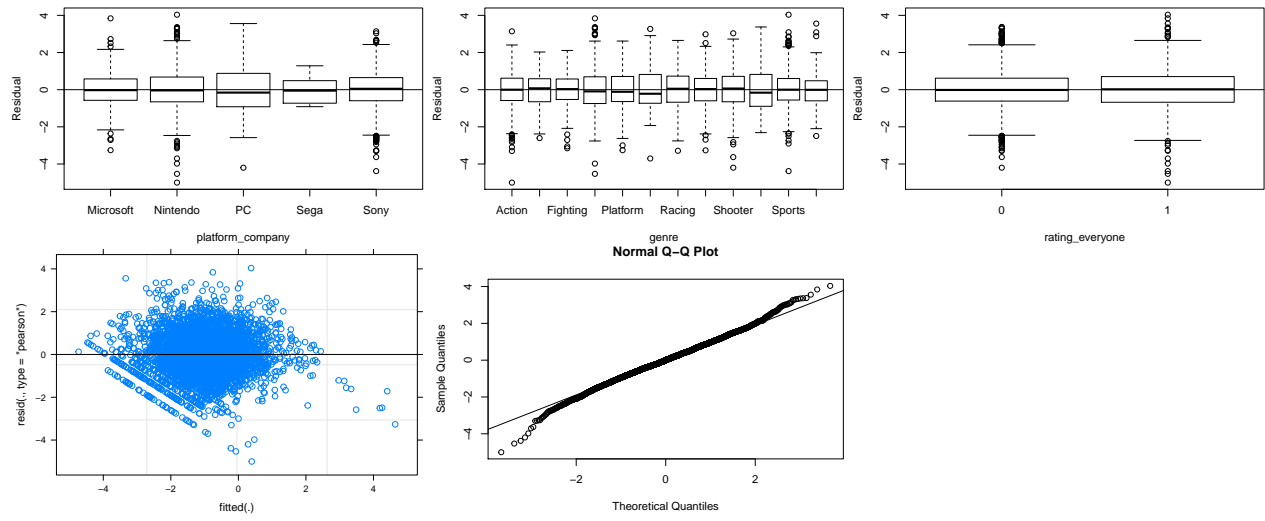 Residual
−4 −2 0 2 4
Microsoft Nintendo PC Sega Sony
platform_company
Residual
−4 −2 0 2 4
Action Fighting Platform Racing Shooter Sports
genre
Residual
−4 −2 0 2 4
0 1
rating_everyone
resid(., type = "pearson")
−4 −2 0 2 4
−4 −2 0 2 4
fitted(.)
Normal Q−Q Plot
Sample Quantiles
−4 −2 0 2 4
−2 0 2
Theoretical Quantiles